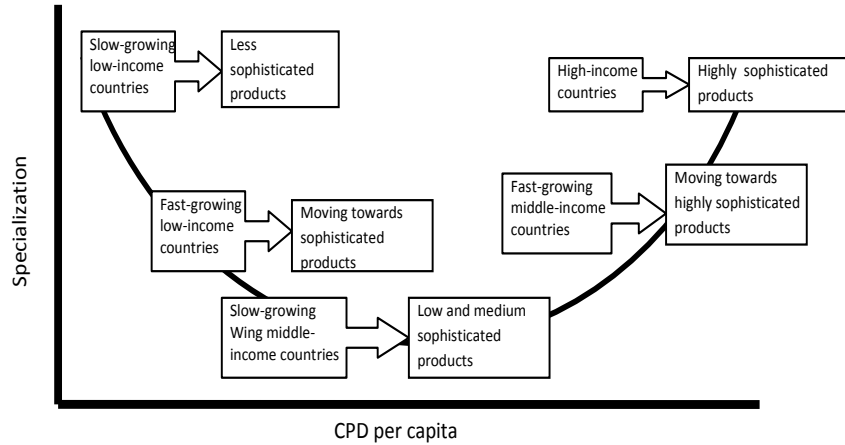 Slow-growing
low-income
countries
Less
sophisticated
products
High-income
countries
Highly sophisticated
products
Fast-growing
low-income
countries
Moving towards
sophisticated
products
Fast-growing
middle-income
countries
Moving towards
highly sophisticated
products
Slow-growing
Wing middle-
income countries
Low and medium
sophisticated
products
Specialization
CPD per capita